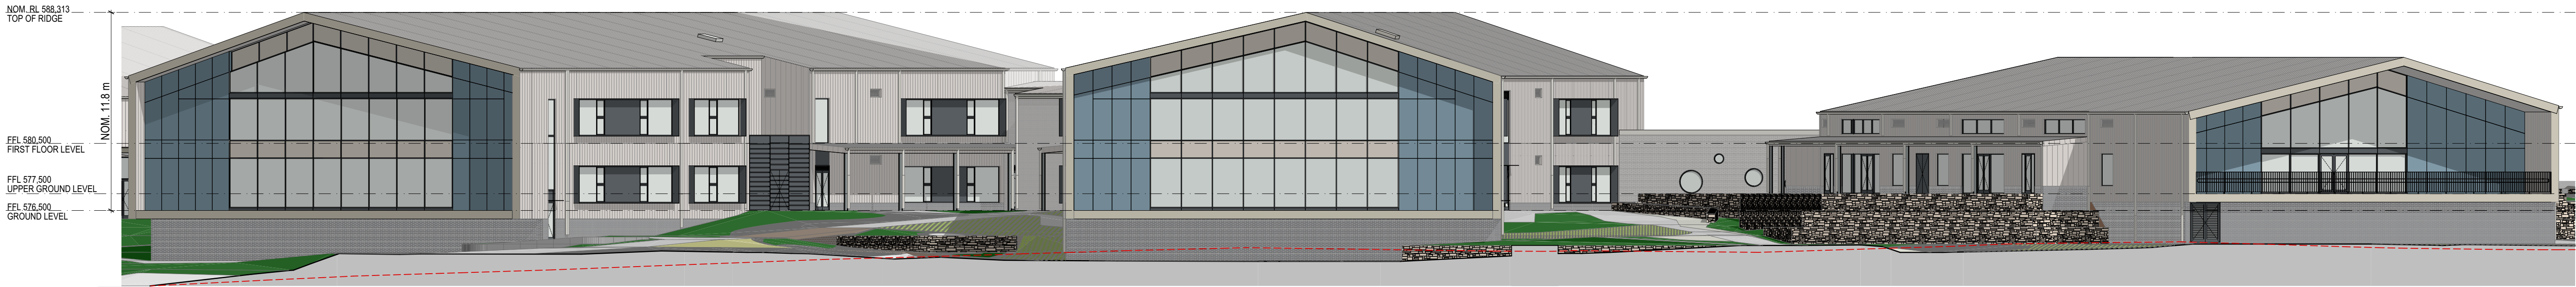 NOM. RL 588,313
TOP OF RIDGE
NOM. 11.8 m
FFL 580,500
FIRST FLOOR LEVEL
FFL 577,500
UPPER GROUND LEVEL
FFL 576,500
GROUND LEVEL